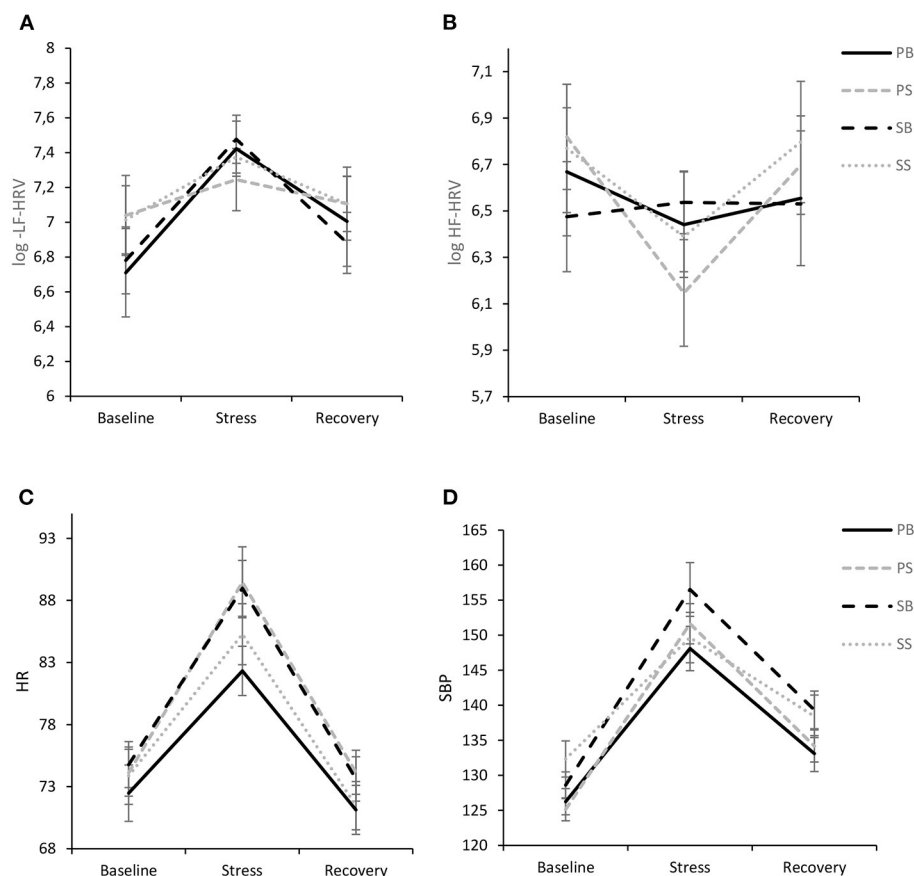 A
8
7,8
7,6
7,4
7,2
7
6,8
6,6
6,4
6,2
6
log -LF-HRV
Baseline Stress Recovery
B
7,1
6,9
6,7
6,5
6,3
6,1
5,9
5,7
log HF-HRV
Baseline Stress Recovery
PB
PS
SB
SS
C
93
88
83
78
73
68
HR
Baseline Stress Recovery
D
165
160
155
150
145
140
135
130
125
120
SBP
Baseline Stress Recovery
PB
PS
SB
SS